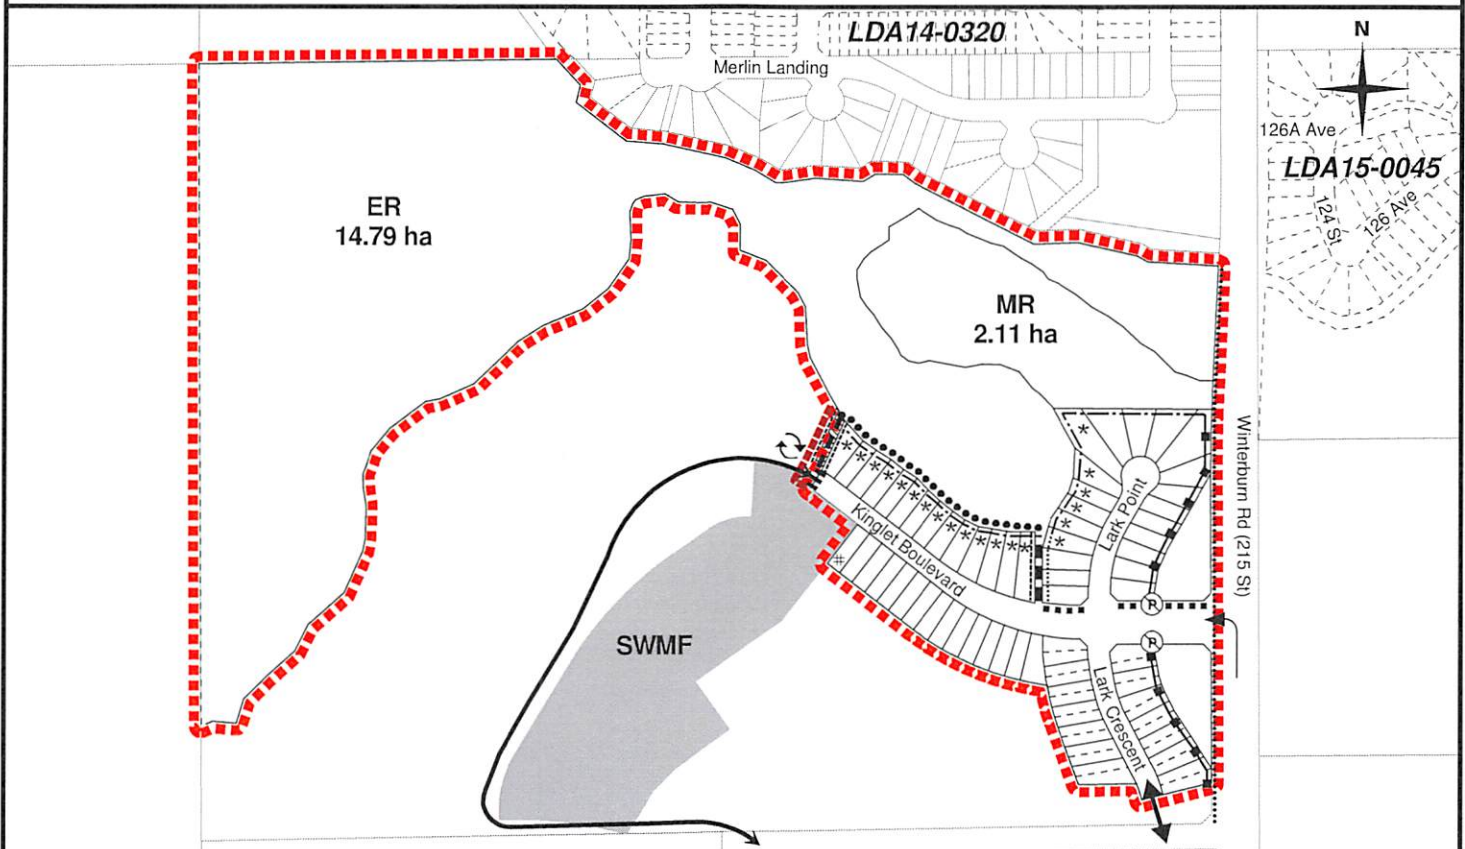 LDA14-0320
Merlin Landing
N
126A Ave
LDA15-0045
124 St
126 Ave
ER
14.79 ha
MR
2.11 ha
Winterburn Rd (215 St)
Lark Point
Kinglet Boulevard
R
SWMF
R
Lark Crescent